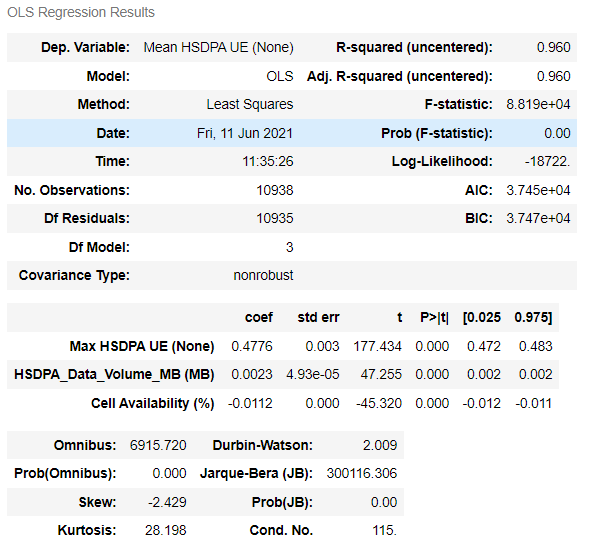 OLS Regression Results
Dep. Variable: Mean HSDPA UE (None) R-squared (uncentered): 0.960
Model: OLS Adj. R-squared (uncentered): 0.960
Method: Least Squares F-statistic: 8.819e+04
Date: Fri, 11 Jun 2021 Prob (F-statistic): 0.00
Time: 11:35:26 Log-Likelihood: -18722.
No. Observations: 10938 AIC: 3.745e+04
Df Residuals: 10935 BIC: 3.747e+04
Df Model: 3
Covariance Type: nonrobust
coef std err t P>|t| [0.025 0.975]
Max HSDPA UE (None) 0.4776 0.003 177.434 0.000 0.472 0.483
HSDPA_Data_Volume_MB (MB) 0.0023 4.93e-05 47.255 0.000 0.002 0.002
Cell Availability (%) -0.0112 0.000 -45.320 0.000 -0.012 -0.011
Omnibus: 6915.720 Durbin-Watson: 2.009
Prob(Omnibus): 0.000 Jarque-Bera (JB): 300116.306
Skew: -2.429 Prob(JB): 0.00
Kurtosis: 28.198 Cond. No. 115.